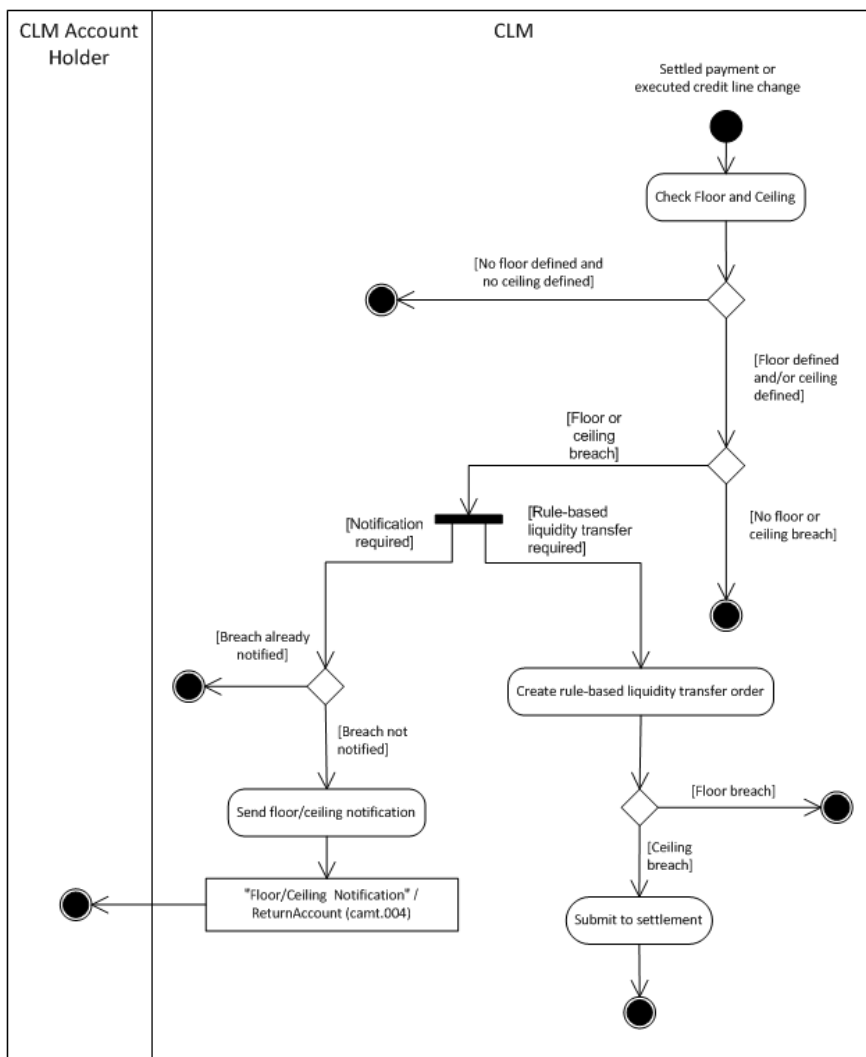 CLM Account
Holder
CLM
Settled payment or
executed credit line change
Check Floor and Ceiling
[No floor defined and
no ceiling defined]
[Floor defined
and/or ceiling
defined]
[Floor or
ceiling
breach]
[No floor or
ceiling breach]
[Notification
required]
[Rule-based
liquidity transfer
required]
[Breach already
notified]
Create rule-based liquidity transfer order
[Breach not
notified]
[Floor breach]
Send floor/ceiling notification
[Ceiling
breach]
"Floor/Ceiling Notification" /
ReturnAccount (camt.004)
Submit to settlement